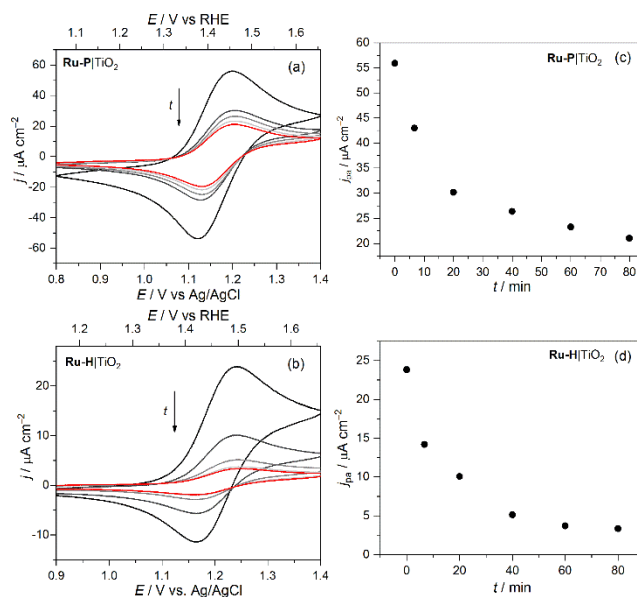 E / V vs RHE
1.1 1.2 1.3 1.4 1.5 1.6
Ru-P|TiO₂
(a)
t
j / μA cm⁻²
60
40
20
0
-20
-40
-60
0.8 0.9 1.0 1.1 1.2 1.3 1.4
E / V vs Ag/AgCl
Ru-P|TiO₂
(c)
jpa / μA cm⁻²
60
55
50
45
40
35
30
25
20
0 10 20 30 40 50 60 70 80
t / min
E / V vs RHE
1.2 1.3 1.4 1.5 1.6
Ru-H|TiO₂
(b)
t
j / μA cm⁻²
20
10
0
-10
0.9 1.0 1.1 1.2 1.3 1.4
E / V vs. Ag/AgCl
Ru-H|TiO₂
(d)
jpa / μA cm⁻²
25
20
15
10
5
0
0 20 40 60 80
t / min